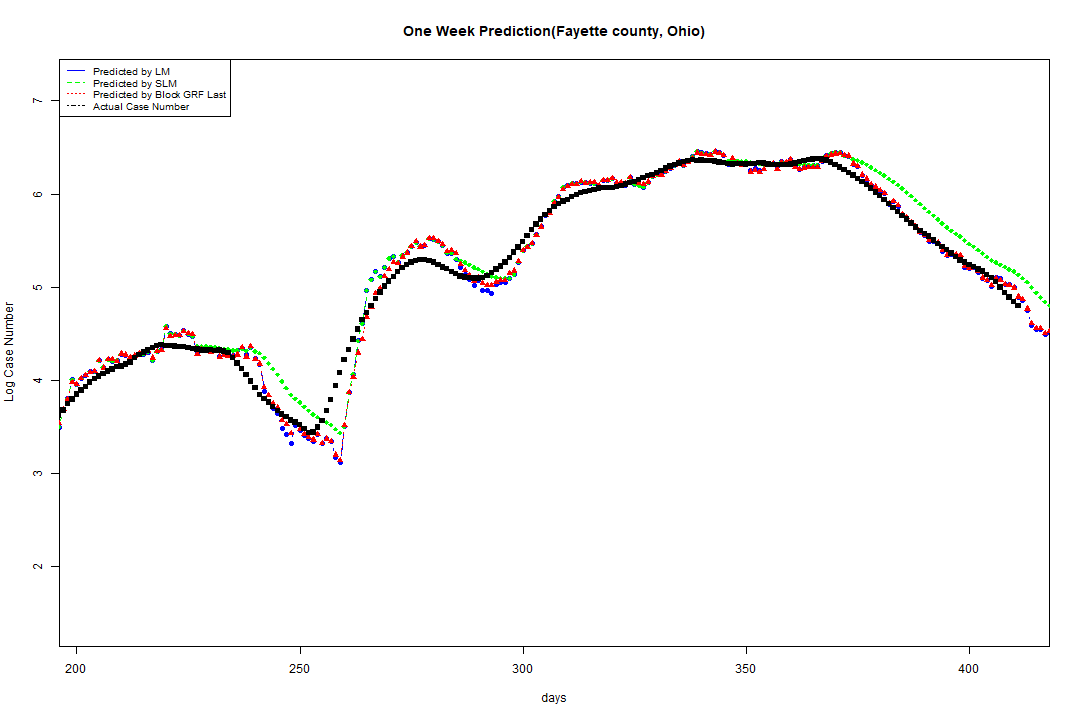 One Week Prediction(Fayette county, Ohio)
Predicted by LM
Predicted by SLM
Predicted by Block GRF Last
Actual Case Number
7
6
5
4
3
2
Log Case Number
200 250 300 350 400
days